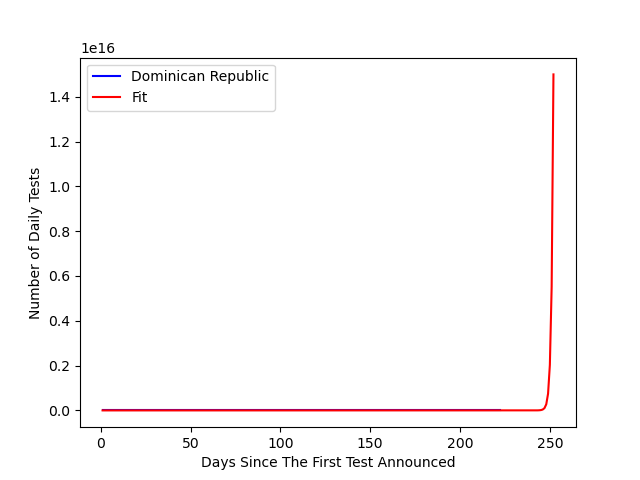 1e16
Dominican Republic
Fit
1.4
1.2
1.0
0.8
0.6
0.4
0.2
0.0
Number of Daily Tests
0 50 100 150 200 250
Days Since The First Test Announced